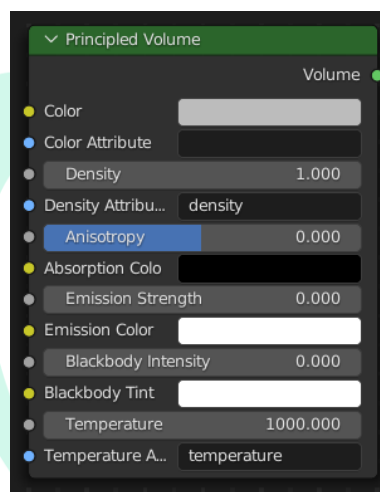 Principled Volume
Volume
Color
Color Attribute
Density 1.000
Density Attribu... density
Anisotropy 0.000
Absorption Colo
Emission Strength 0.000
Emission Color
Blackbody Intensity 0.000
Blackbody Tint
Temperature 1000.000
Temperature A... temperature